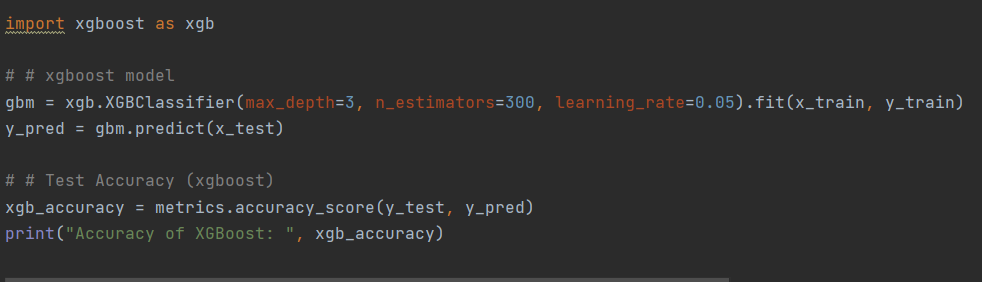 import xgboost as xgb
# # xgboost model
gbm = xgb.XGBClassifier(max_depth=3, n_estimators=300, learning_rate=0.05).fit(x_train, y_train)
y_pred = gbm.predict(x_test)
# # Test Accuracy (xgboost)
xgb_accuracy = metrics.accuracy_score(y_test, y_pred)
print("Accuracy of XGBoost: ", xgb_accuracy)